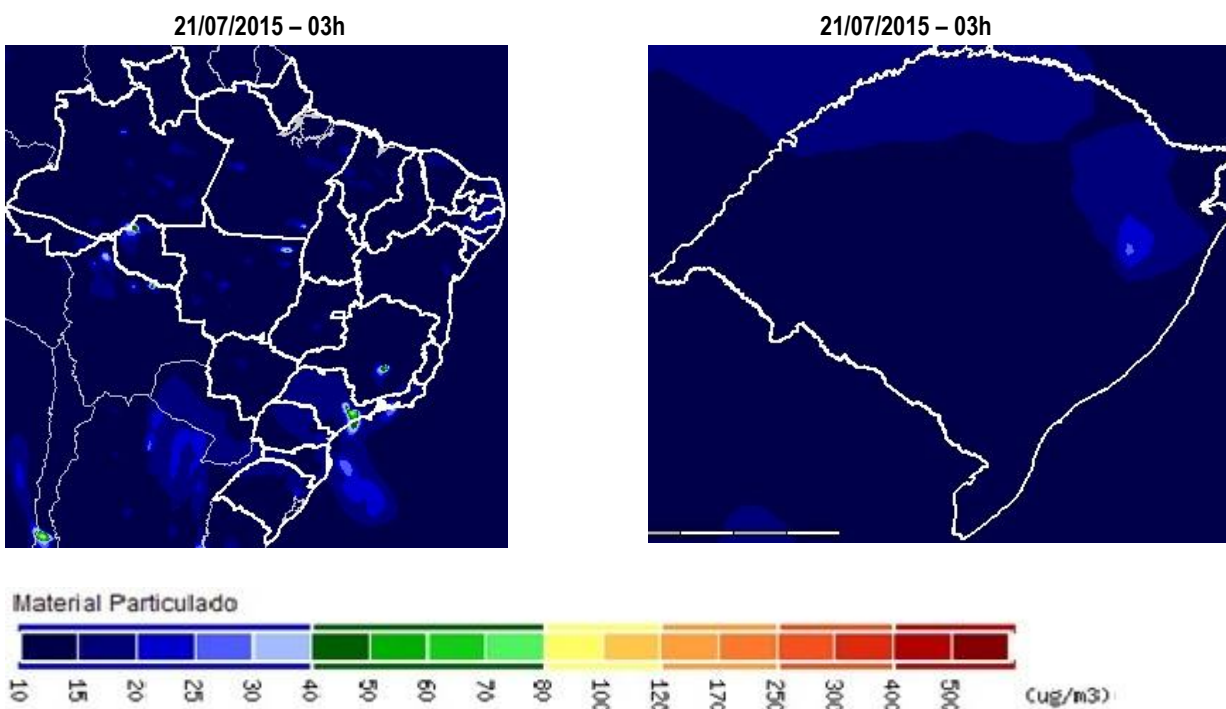 21/07/2015 – 03h
21/07/2015 – 03h
Material Particulado
10 15 20 25 30 40 50 60 70 80 100 120 170 250 300 400 500 (ug/m3)